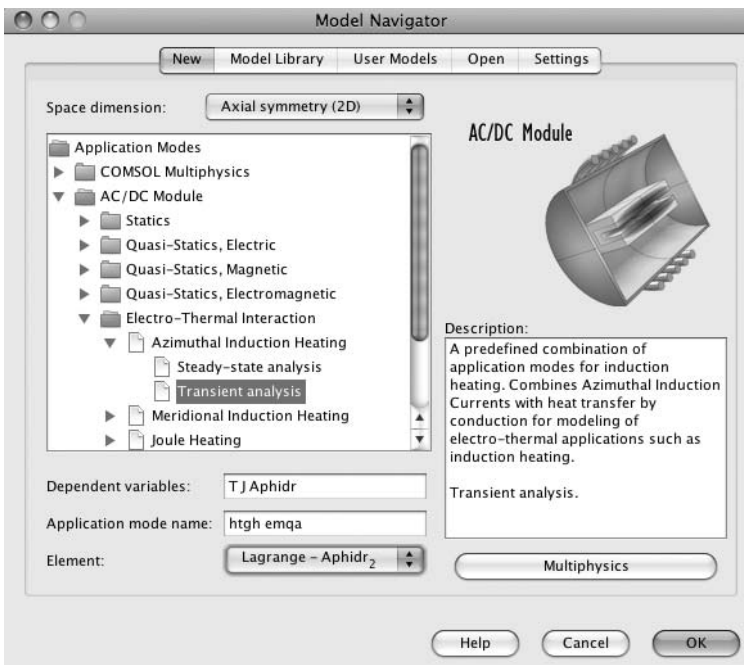 Model Navigator
New
Model Library
User Models
Open
Settings
Space dimension:
Axial symmetry (2D)
Application Modes
COMSOL Multiphysics
AC/DC Module
Statics
Quasi-Statics, Electric
Quasi-Statics, Magnetic
Quasi-Statics, Electromagnetic
Electro-Thermal Interaction
Azimuthal Induction Heating
Steady-state analysis
Transient analysis
Meridional Induction Heating
Joule Heating
Dependent variables:
T J Aphidr
Application mode name:
htgh emqa
Element:
Lagrange - Aphidr2
AC/DC Module
Description:
A predefined combination of
application modes for induction
heating. Combines Azimuthal Induction
Currents with heat transfer by
conduction for modeling of
electro-thermal applications such as
induction heating.
Transient analysis.
Multiphysics
Help
Cancel
OK